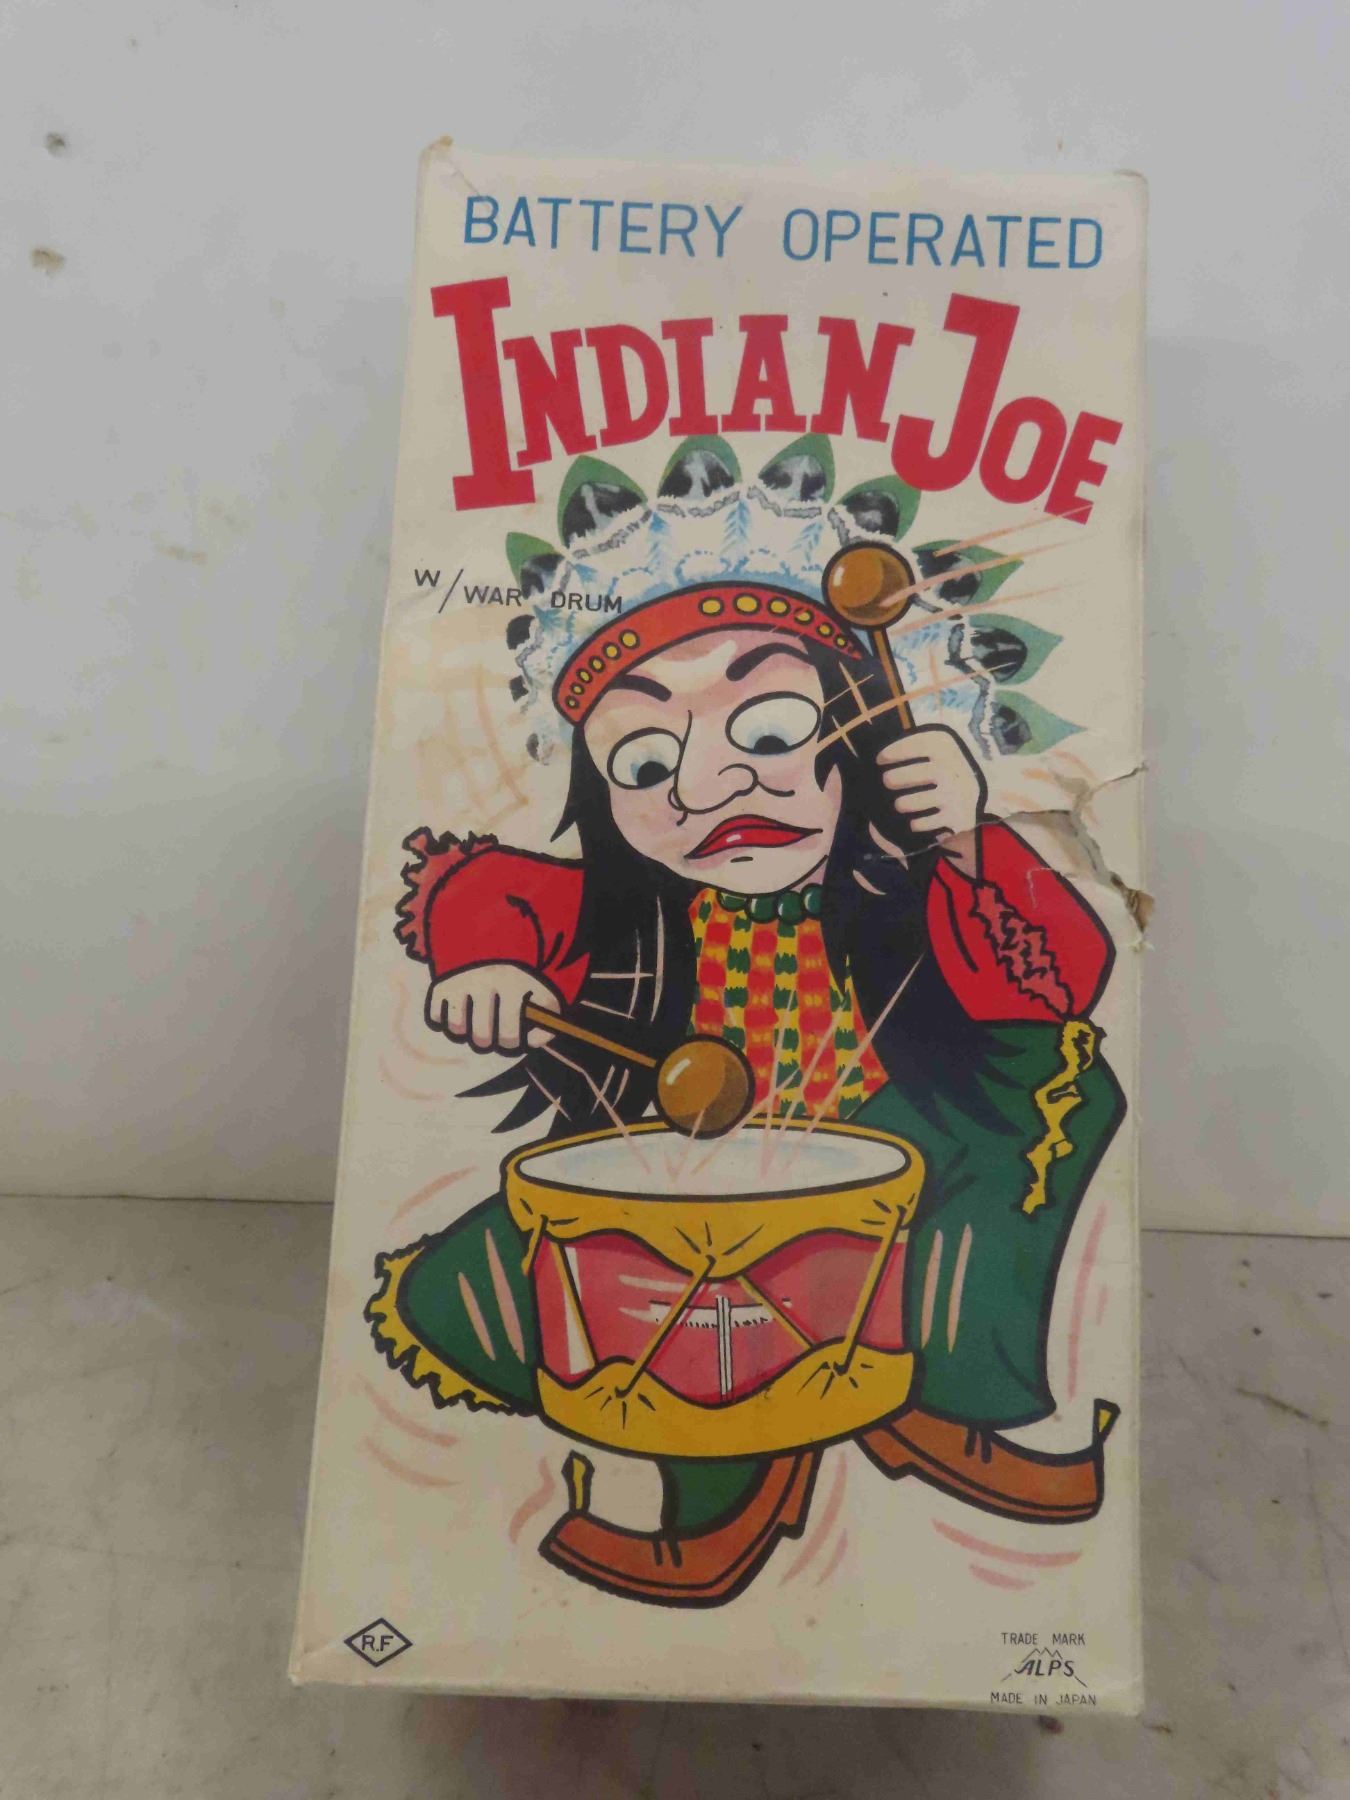 BATTERY OPERATED
INDIAN JOE
W/WAR DRUM
R.F
TRADE MARK
ALPS
MADE IN JAPAN